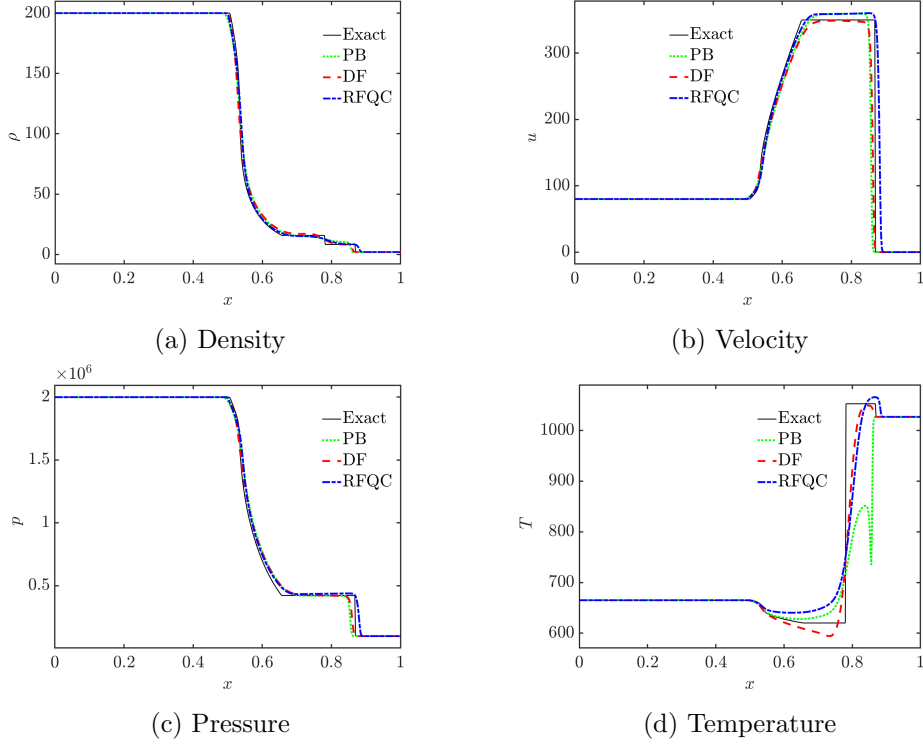 200
150
100
50
0
ρ
Exact
PB
DF
RFQC
0 0.2 0.4 0.6 0.8 1
x
(a) Density
300
200
100
0
u
Exact
PB
DF
RFQC
0 0.2 0.4 0.6 0.8 1
x
(b) Velocity
×10⁶
2
1.5
1
0.5
p
Exact
PB
DF
RFQC
0 0.2 0.4 0.6 0.8 1
x
(c) Pressure
1000
900
800
700
600
T
Exact
PB
DF
RFQC
0 0.2 0.4 0.6 0.8 1
x
(d) Temperature